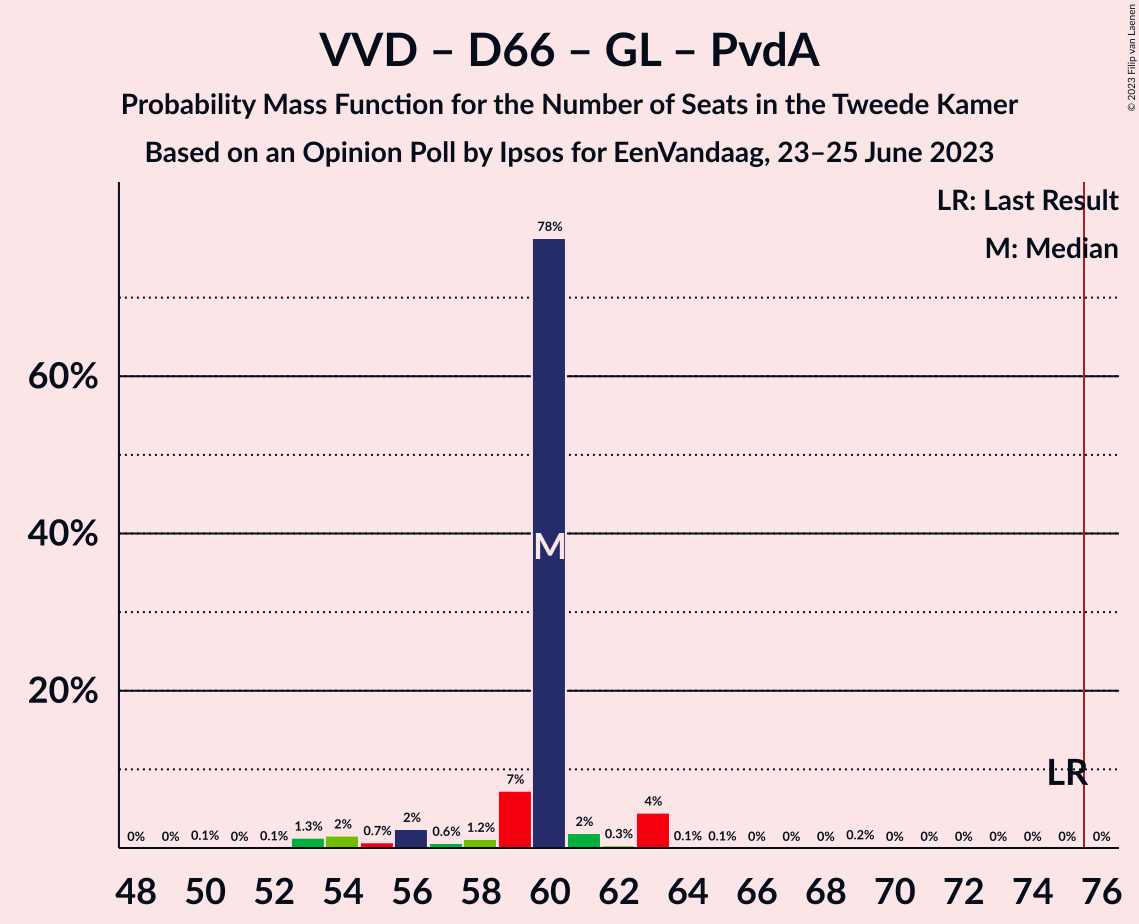 VVD – D66 – GL – PvdA
Probability Mass Function for the Number of Seats in the Tweede Kamer
Based on an Opinion Poll by Ipsos for EenVandaag, 23–25 June 2023
© 2023 Filip van Laenen
LR: Last Result
M: Median
60%
40%
20%
0% 0% 0.1% 0% 0.1% 1.3% 2% 0.7% 2% 0.6% 1.2% 7% 78% 2% 0.3% 4% 0.1% 0.1% 0% 0% 0% 0.2% 0% 0% 0% 0% 0% 0% 0%
M
LR
48 50 52 54 56 58 60 62 64 66 68 70 72 74 76